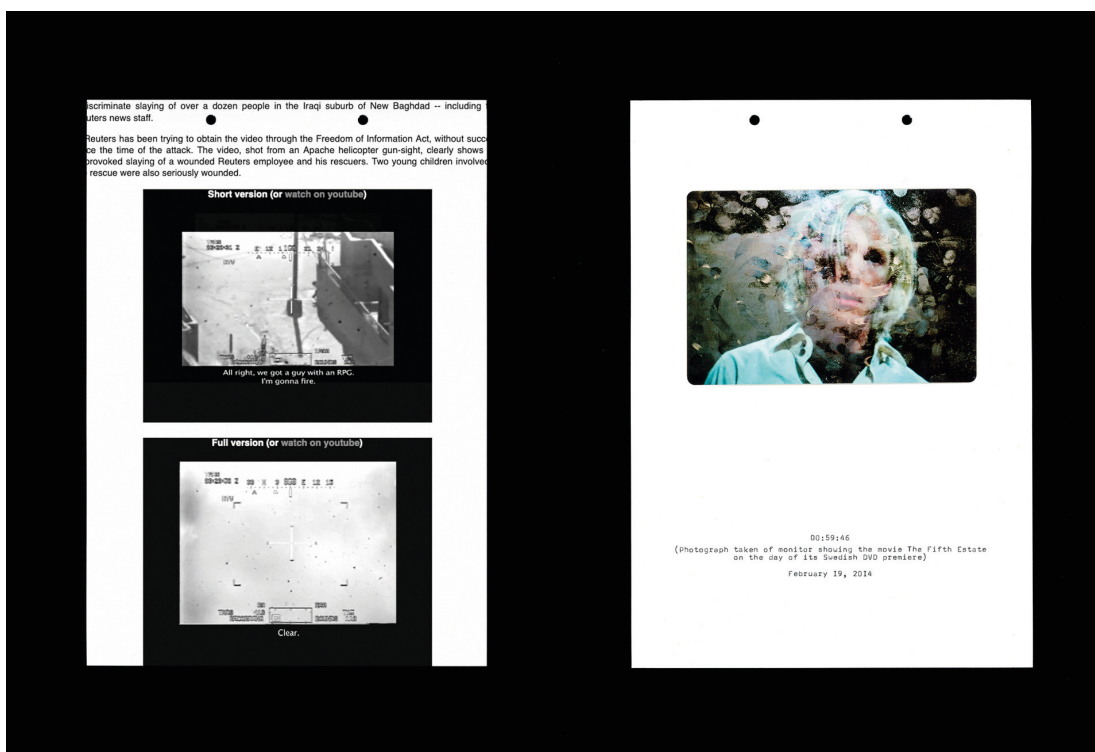 iscriminate slaying of over a dozen people in the Iraqi suburb of New Baghdad -- including
uters news staff.
Reuters has been trying to obtain the video through the Freedom of Information Act, without succe
ce the time of the attack. The video, shot from an Apache helicopter gun-sight, clearly shows
provoked slaying of a wounded Reuters employee and his rescuers. Two young children involved
rescue were also seriously wounded.
Short version (or watch on youtube)
All right, we got a guy with an RPG.
I'm gonna fire.
Full version (or watch on youtube)
Clear.
00:59:46
(Photograph taken of monitor showing the movie The Fifth Estate
on the day of its Swedish DVD premiere)
February 19, 2014